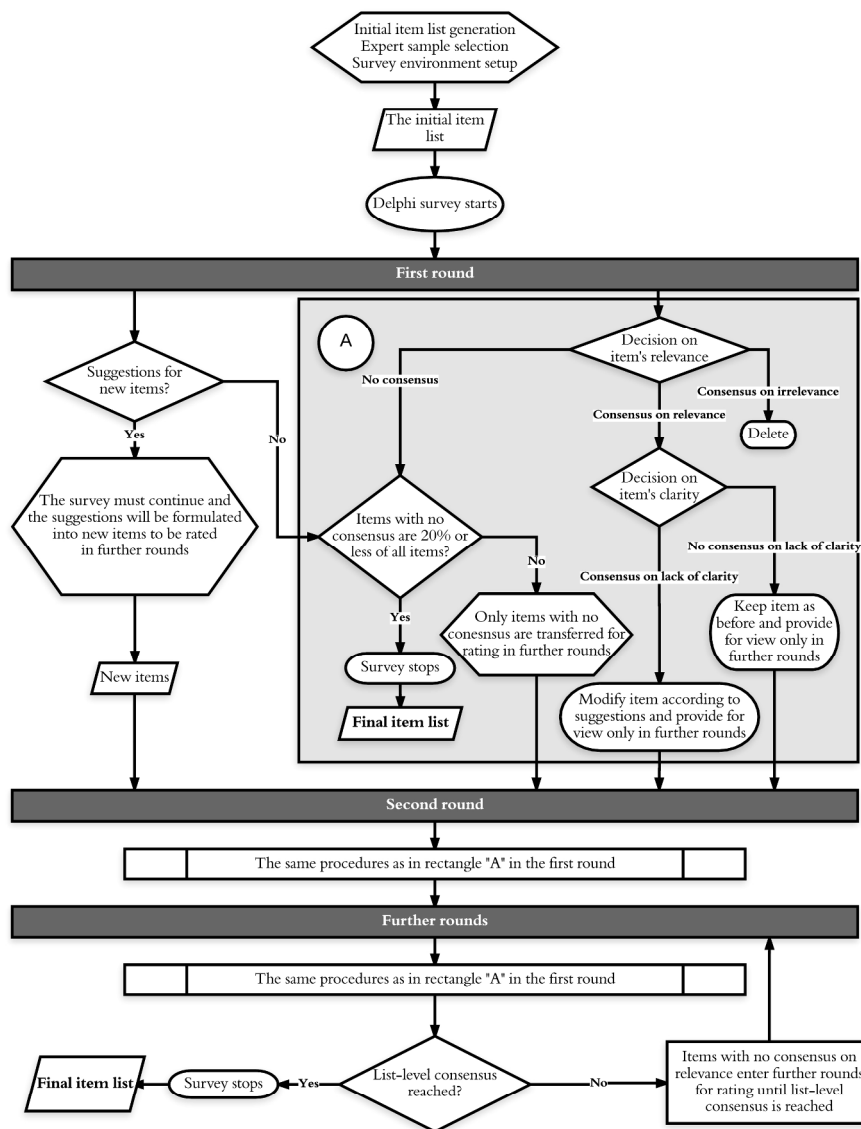 Initial item list generation
Expert sample selection
Survey environment setup
The initial item
list
Delphi survey starts
First round
A
Decision on
item's relevance
Suggestions for
new items?
No consensus
Consensus on irrelevance
Consensus on relevance
Delete
Yes
No
Decision on
item's clarity
The survey must continue and
the suggestions will be formulated
into new items to be rated
in further rounds
Items with no
consensus are 20% or
less of all items?
No consensus on lack of clarity
No
Consensus on lack of clarity
Yes
Only items with no
conesnsus are transferred for
rating in further rounds
Keep item as
before and provide
for view only in
further rounds
Survey stops
New items
Final item list
Modify item according to
suggestions and provide for
view only in further rounds
Second round
The same procedures as in rectangle "A" in the first round
Further rounds
The same procedures as in rectangle "A" in the first round
Final item list
Survey stops
Yes
List-level consensus
reached?
No
Items with no consensus on
relevance enter further rounds
for rating until list-level
consensus is reached